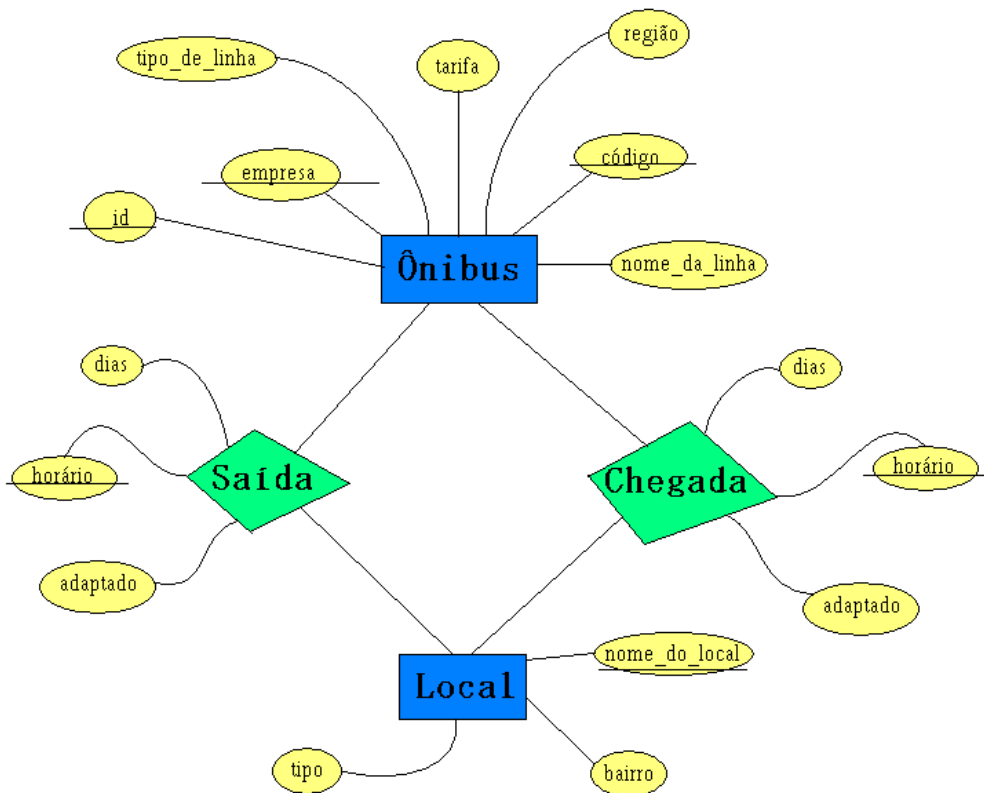 região
tipo_de_linha
tarifa
código
empresa
_id
Ônibus
nome_da_linha
dias
dias
horário
Saída
Chegada
horário
adaptado
adaptado
nome_do_local
Local
tipo
bairro